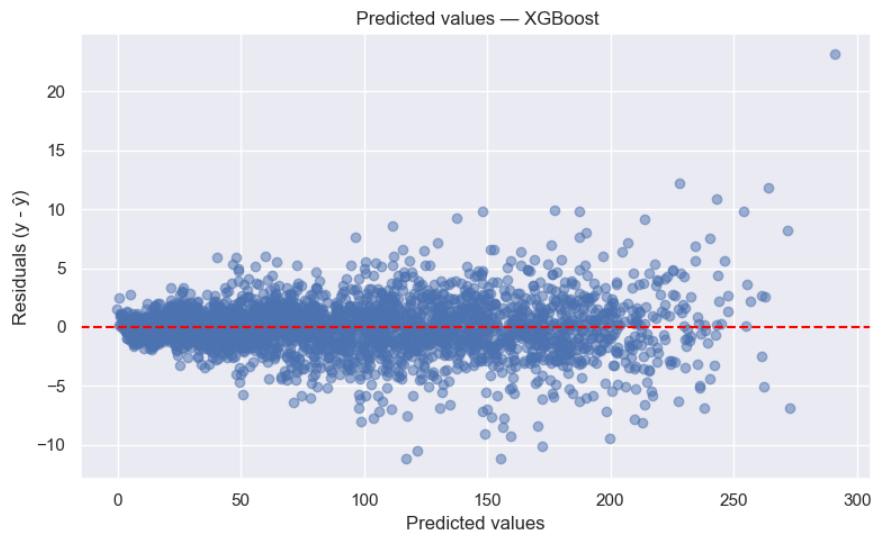 Predicted values — XGBoost
Residuals (y - ŷ)
20
15
10
5
0
−5
−10
0 50 100 150 200 250 300
Predicted values